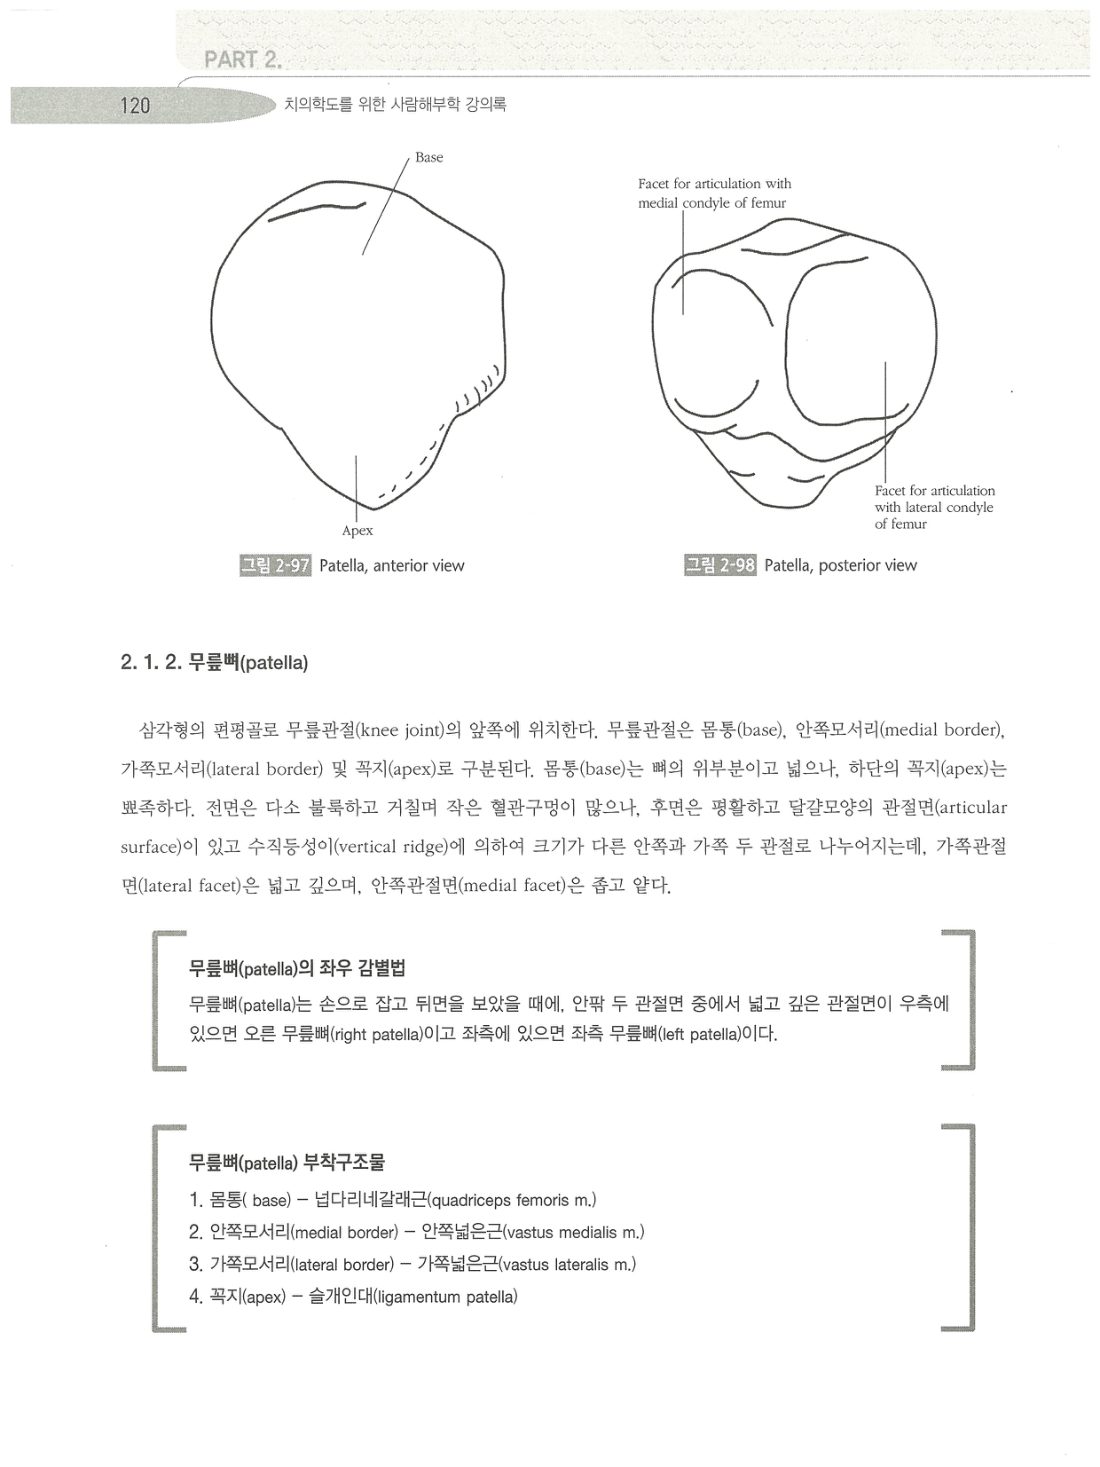 PART 2.
120
치의학도를 위한 사람해부학 강의록
Base
Facet for articulation with
medial condyle of femur
Apex
Facet for articulation
with lateral condyle
of femur
그림 2-97 Patella, anterior view
그림 2-98 Patella, posterior view
2. 1. 2. 무릎뼈(patella)
삼각형의 편평골로 무릎관절(knee joint)의 앞쪽에 위치한다. 무릎관절은 몸통(base), 안쪽모서리(medial border),
가쪽모서리(lateral border) 및 꼭지(apex)로 구분된다. 몸통(base)는 뼈의 위부분이고 넓으나, 하단의 꼭지(apex)는
뾰족하다. 전면은 다소 불룩하고 거칠며 작은 혈관구멍이 많으나, 후면은 평활하고 달걀모양의 관절면(articular
surface)이 있고 수직등성이(vertical ridge)에 의하여 크기가 다른 안쪽과 가쪽 두 관절로 나누어지는데, 가쪽관절
면(lateral facet)은 넓고 깊으며, 안쪽관절면(medial facet)은 좁고 얕다.
무릎뼈(patella)의 좌우 감별법
무릎뼈(patella)는 손으로 잡고 뒤면을 보았을 때에, 안팎 두 관절면 중에서 넓고 깊은 관절면이 우측에
있으면 오른 무릎뼈(right patella)이고 좌측에 있으면 좌측 무릎뼈(left patella)이다.
무릎뼈(patella) 부착구조물
1. 몸통( base) – 넙다리네갈래근(quadriceps femoris m.)
2. 안쪽모서리(medial border) – 안쪽넓은근(vastus medialis m.)
3. 가쪽모서리(lateral border) – 가쪽넓은근(vastus lateralis m.)
4. 꼭지(apex) – 슬개인대(ligamentum patella)